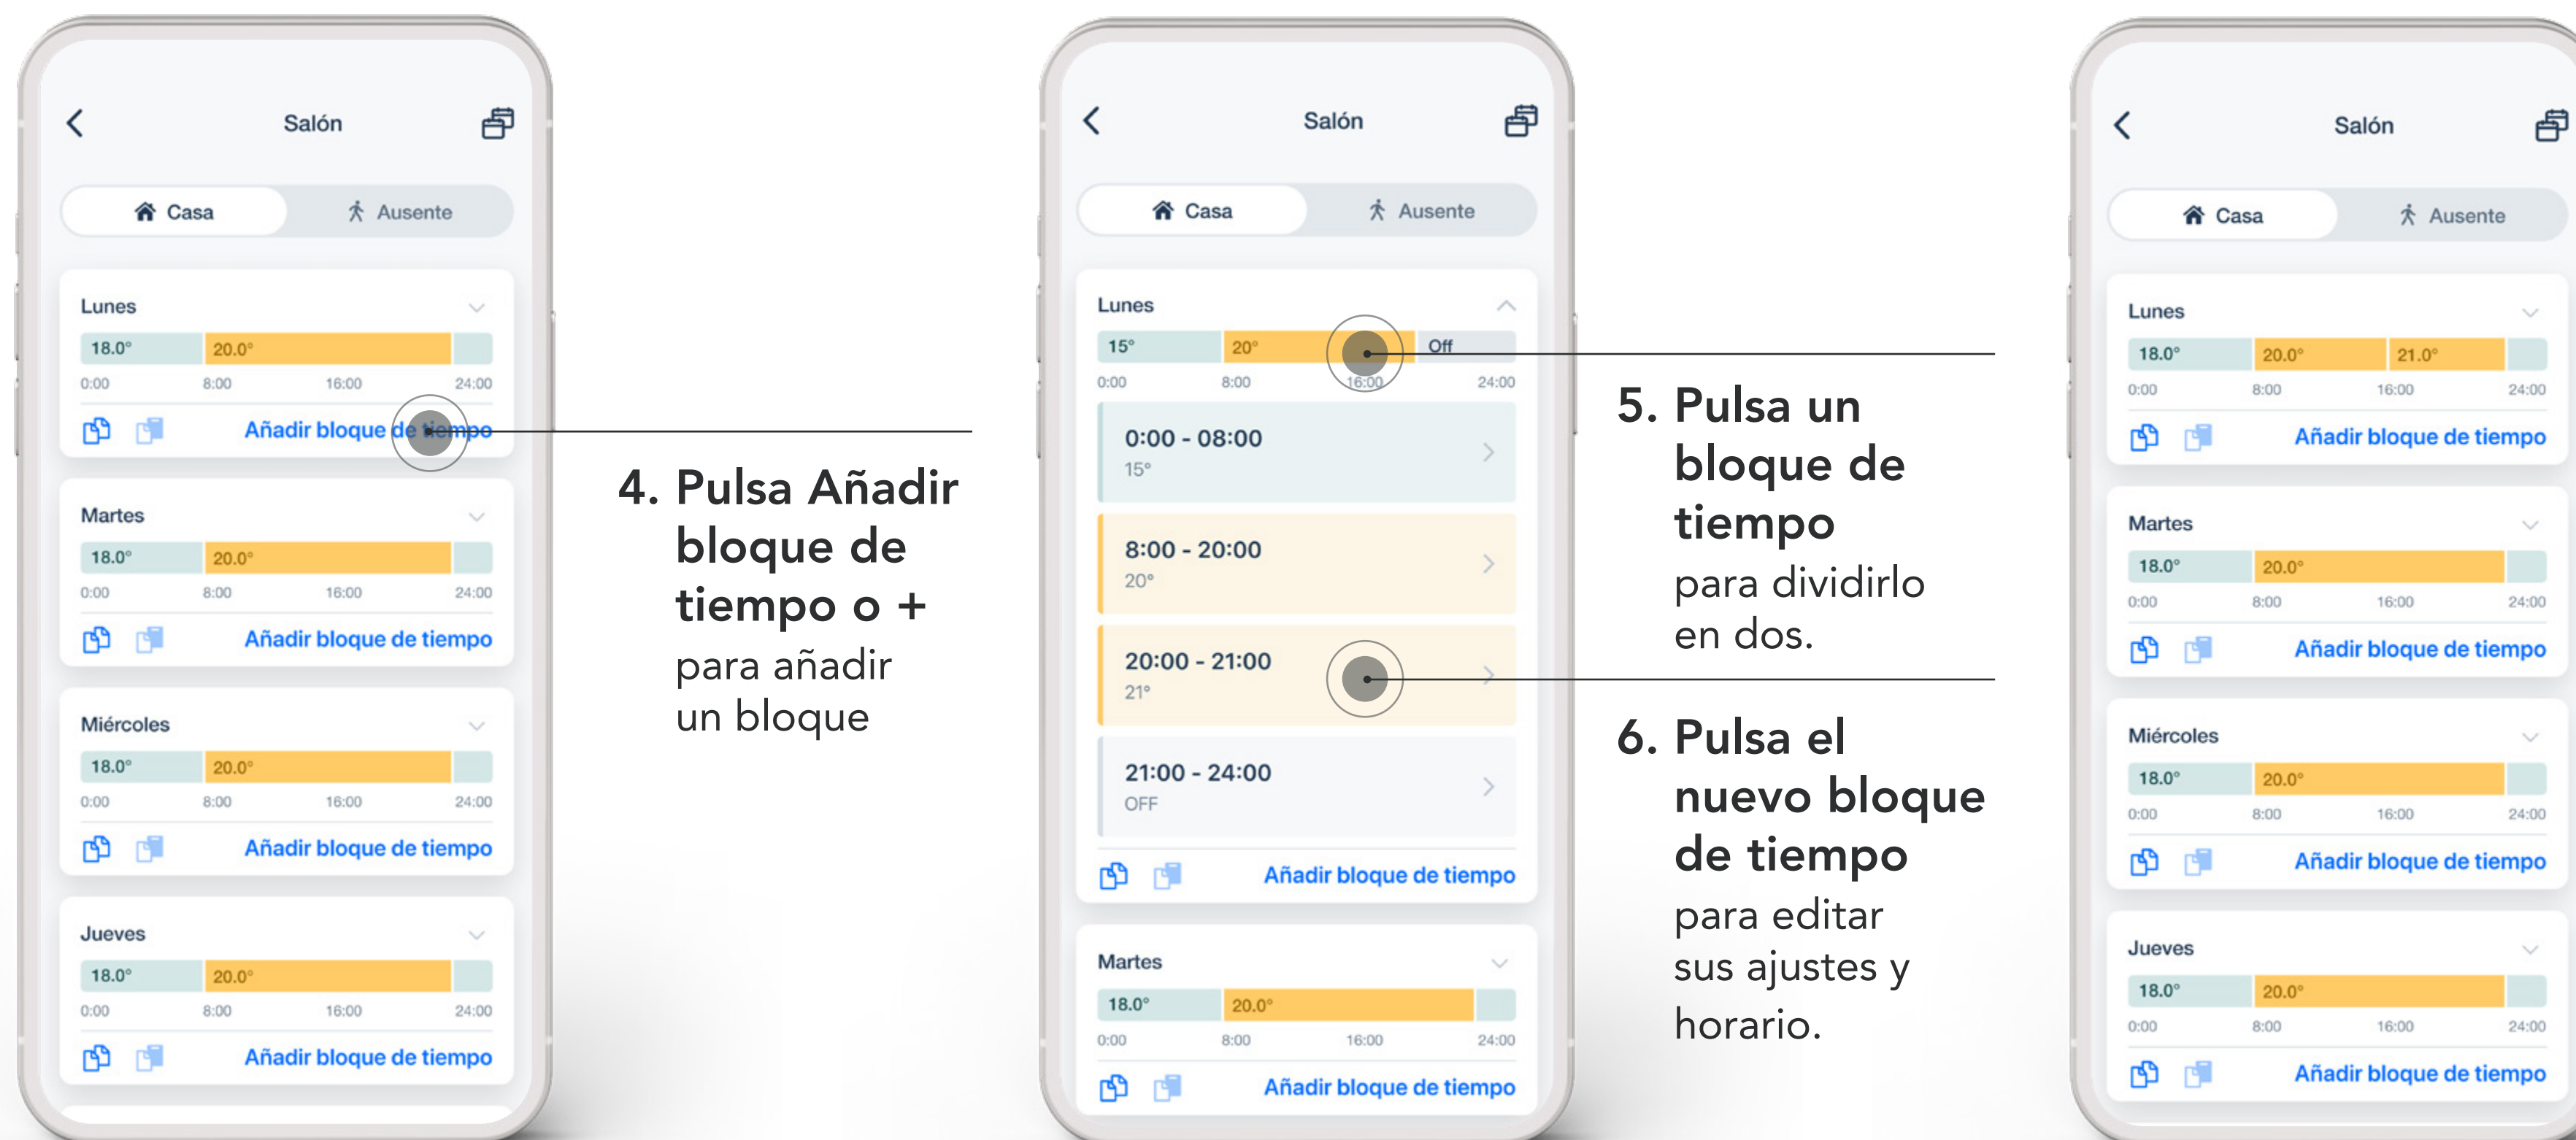 Salón
Casa
Ausente
Lunes
18.0°
20.0°
0:00
8:00
16:00
24:00
Añadir bloque de tiempo
Martes
18.0°
20.0°
0:00
8:00
16:00
24:00
Añadir bloque de tiempo
Miércoles
18.0°
20.0°
0:00
8:00
16:00
24:00
Añadir bloque de tiempo
Jueves
18.0°
20.0°
0:00
8:00
16:00
24:00
Añadir bloque de tiempo
4. Pulsa Añadir
bloque de
tiempo o +
para añadir
un bloque
Salón
Casa
Ausente
Lunes
15°
20°
Off
0:00
8:00
16:00
24:00
0:00 - 08:00
15°
8:00 - 20:00
20°
20:00 - 21:00
21°
21:00 - 24:00
OFF
Añadir bloque de tiempo
Martes
18.0°
20.0°
0:00
8:00
16:00
24:00
Añadir bloque de tiempo
5. Pulsa un
bloque de
tiempo
para dividirlo
en dos.
6. Pulsa el
nuevo bloque
de tiempo
para editar
sus ajustes y
horario.
Salón
Casa
Ausente
Lunes
18.0°
20.0°
21.0°
0:00
8:00
16:00
24:00
Añadir bloque de tiempo
Martes
18.0°
20.0°
0:00
8:00
16:00
24:00
Añadir bloque de tiempo
Miércoles
18.0°
20.0°
0:00
8:00
16:00
24:00
Añadir bloque de tiempo
Jueves
18.0°
20.0°
0:00
8:00
16:00
24:00
Añadir bloque de tiempo